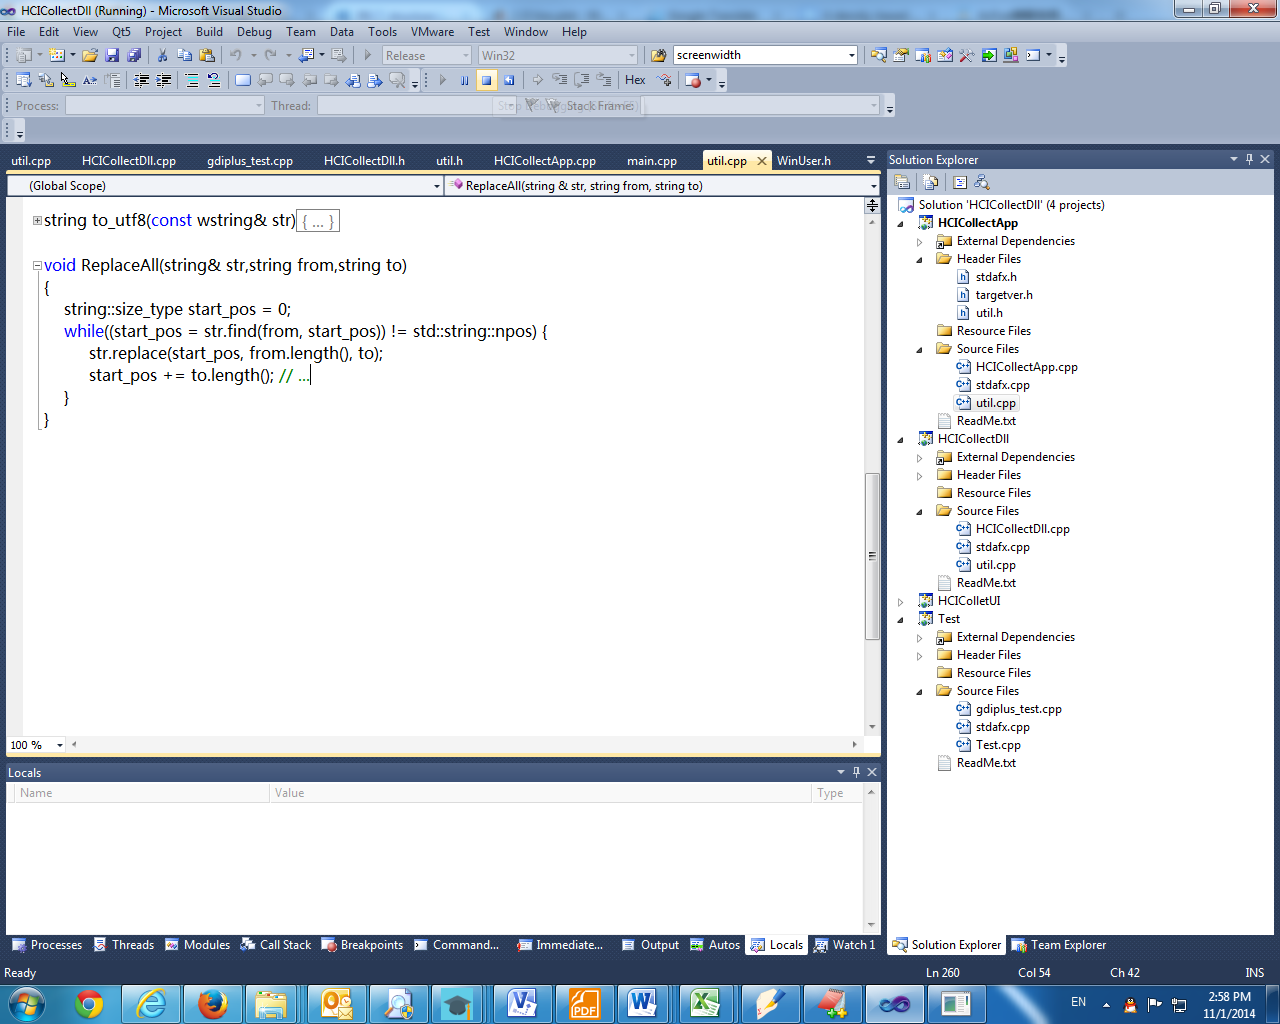 HCICollectDll (Running) - Microsoft Visual Studio
File Edit View Qt5 Project Build Debug Team Data Tools VMware Test Window Help
Release Win32 screenwidth
Hex
Process: Thread: Stack Frame:
util.cpp HCICollectDll.cpp gdiplus_test.cpp HCICollectDll.h util.h HCICollectApp.cpp main.cpp util.cpp WinUser.h
(Global Scope) ReplaceAll(string & str, string from, string to)
string to_utf8(const wstring& str) { ... }
void ReplaceAll(string& str,string from,string to)
{
string::size_type start_pos = 0;
while((start_pos = str.find(from, start_pos)) != std::string::npos) {
str.replace(start_pos, from.length(), to);
start_pos += to.length(); // ...
}
}
100 %
Locals
Name Value Type
Processes Threads Modules Call Stack Breakpoints Command... Immediate... Output Autos Locals Watch 1
Solution Explorer
Solution 'HCICollectDll' (4 projects)
HCICollectApp
External Dependencies
Header Files
stdafx.h
targetver.h
util.h
Resource Files
Source Files
HCICollectApp.cpp
stdafx.cpp
util.cpp
ReadMe.txt
HCICollectDll
External Dependencies
Header Files
Resource Files
Source Files
HCICollectDll.cpp
stdafx.cpp
util.cpp
ReadMe.txt
HCIColletUI
Test
External Dependencies
Header Files
Resource Files
Source Files
gdiplus_test.cpp
stdafx.cpp
Test.cpp
ReadMe.txt
Solution Explorer Team Explorer
Ready Ln 260 Col 54 Ch 42 INS
PDF
EN
2:58 PM
11/1/2014